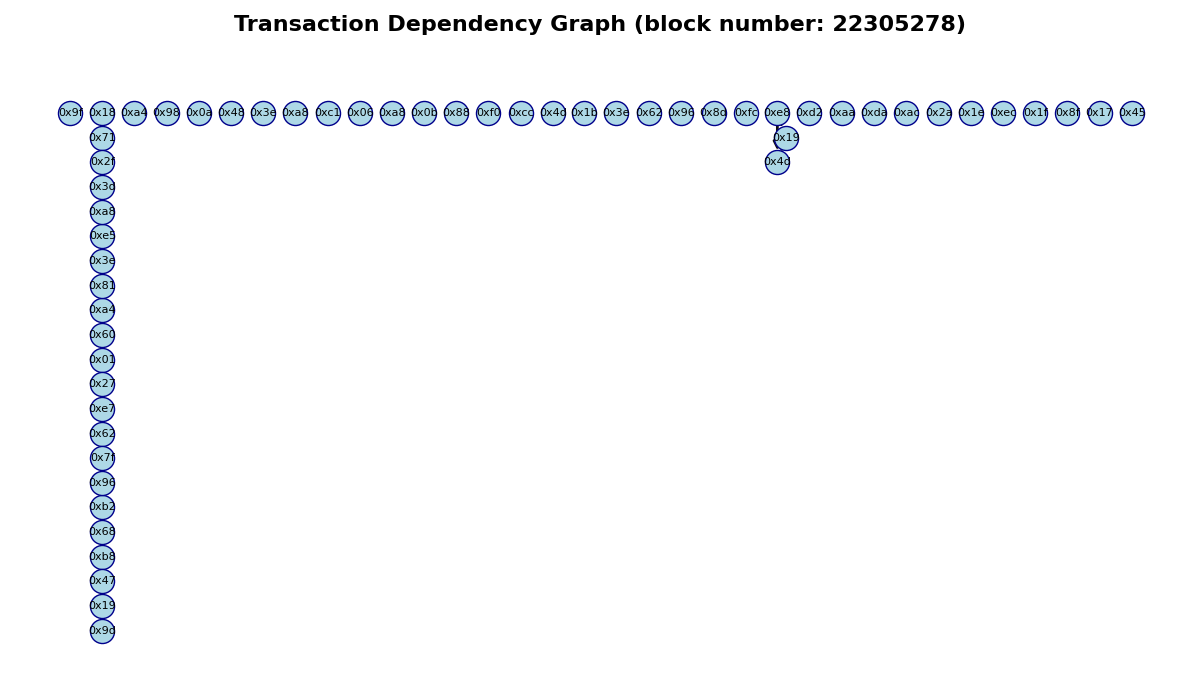 Transaction Dependency Graph (block number: 22305278)
0x9f 0x18 0xa4 0x98 0x0a 0x48 0x3e 0xa8 0xc1 0x06 0xa8 0x0b 0x88 0xf0 0xcc 0x4d 0x1b 0x3e 0x62 0x96 0x8d 0xfc 0xe8 0xd2 0xaa 0xda 0xac 0x2a 0x1e 0xec 0x1f 0x8f 0x17 0x45
0x71 0x19
0x2f 0x4d
0x3d
0xa8
0xe5
0x3e
0x81
0xa4
0x60
0x01
0x27
0xe7
0x62
0x7f
0x96
0xb2
0x68
0xb8
0x47
0x19
0x9d